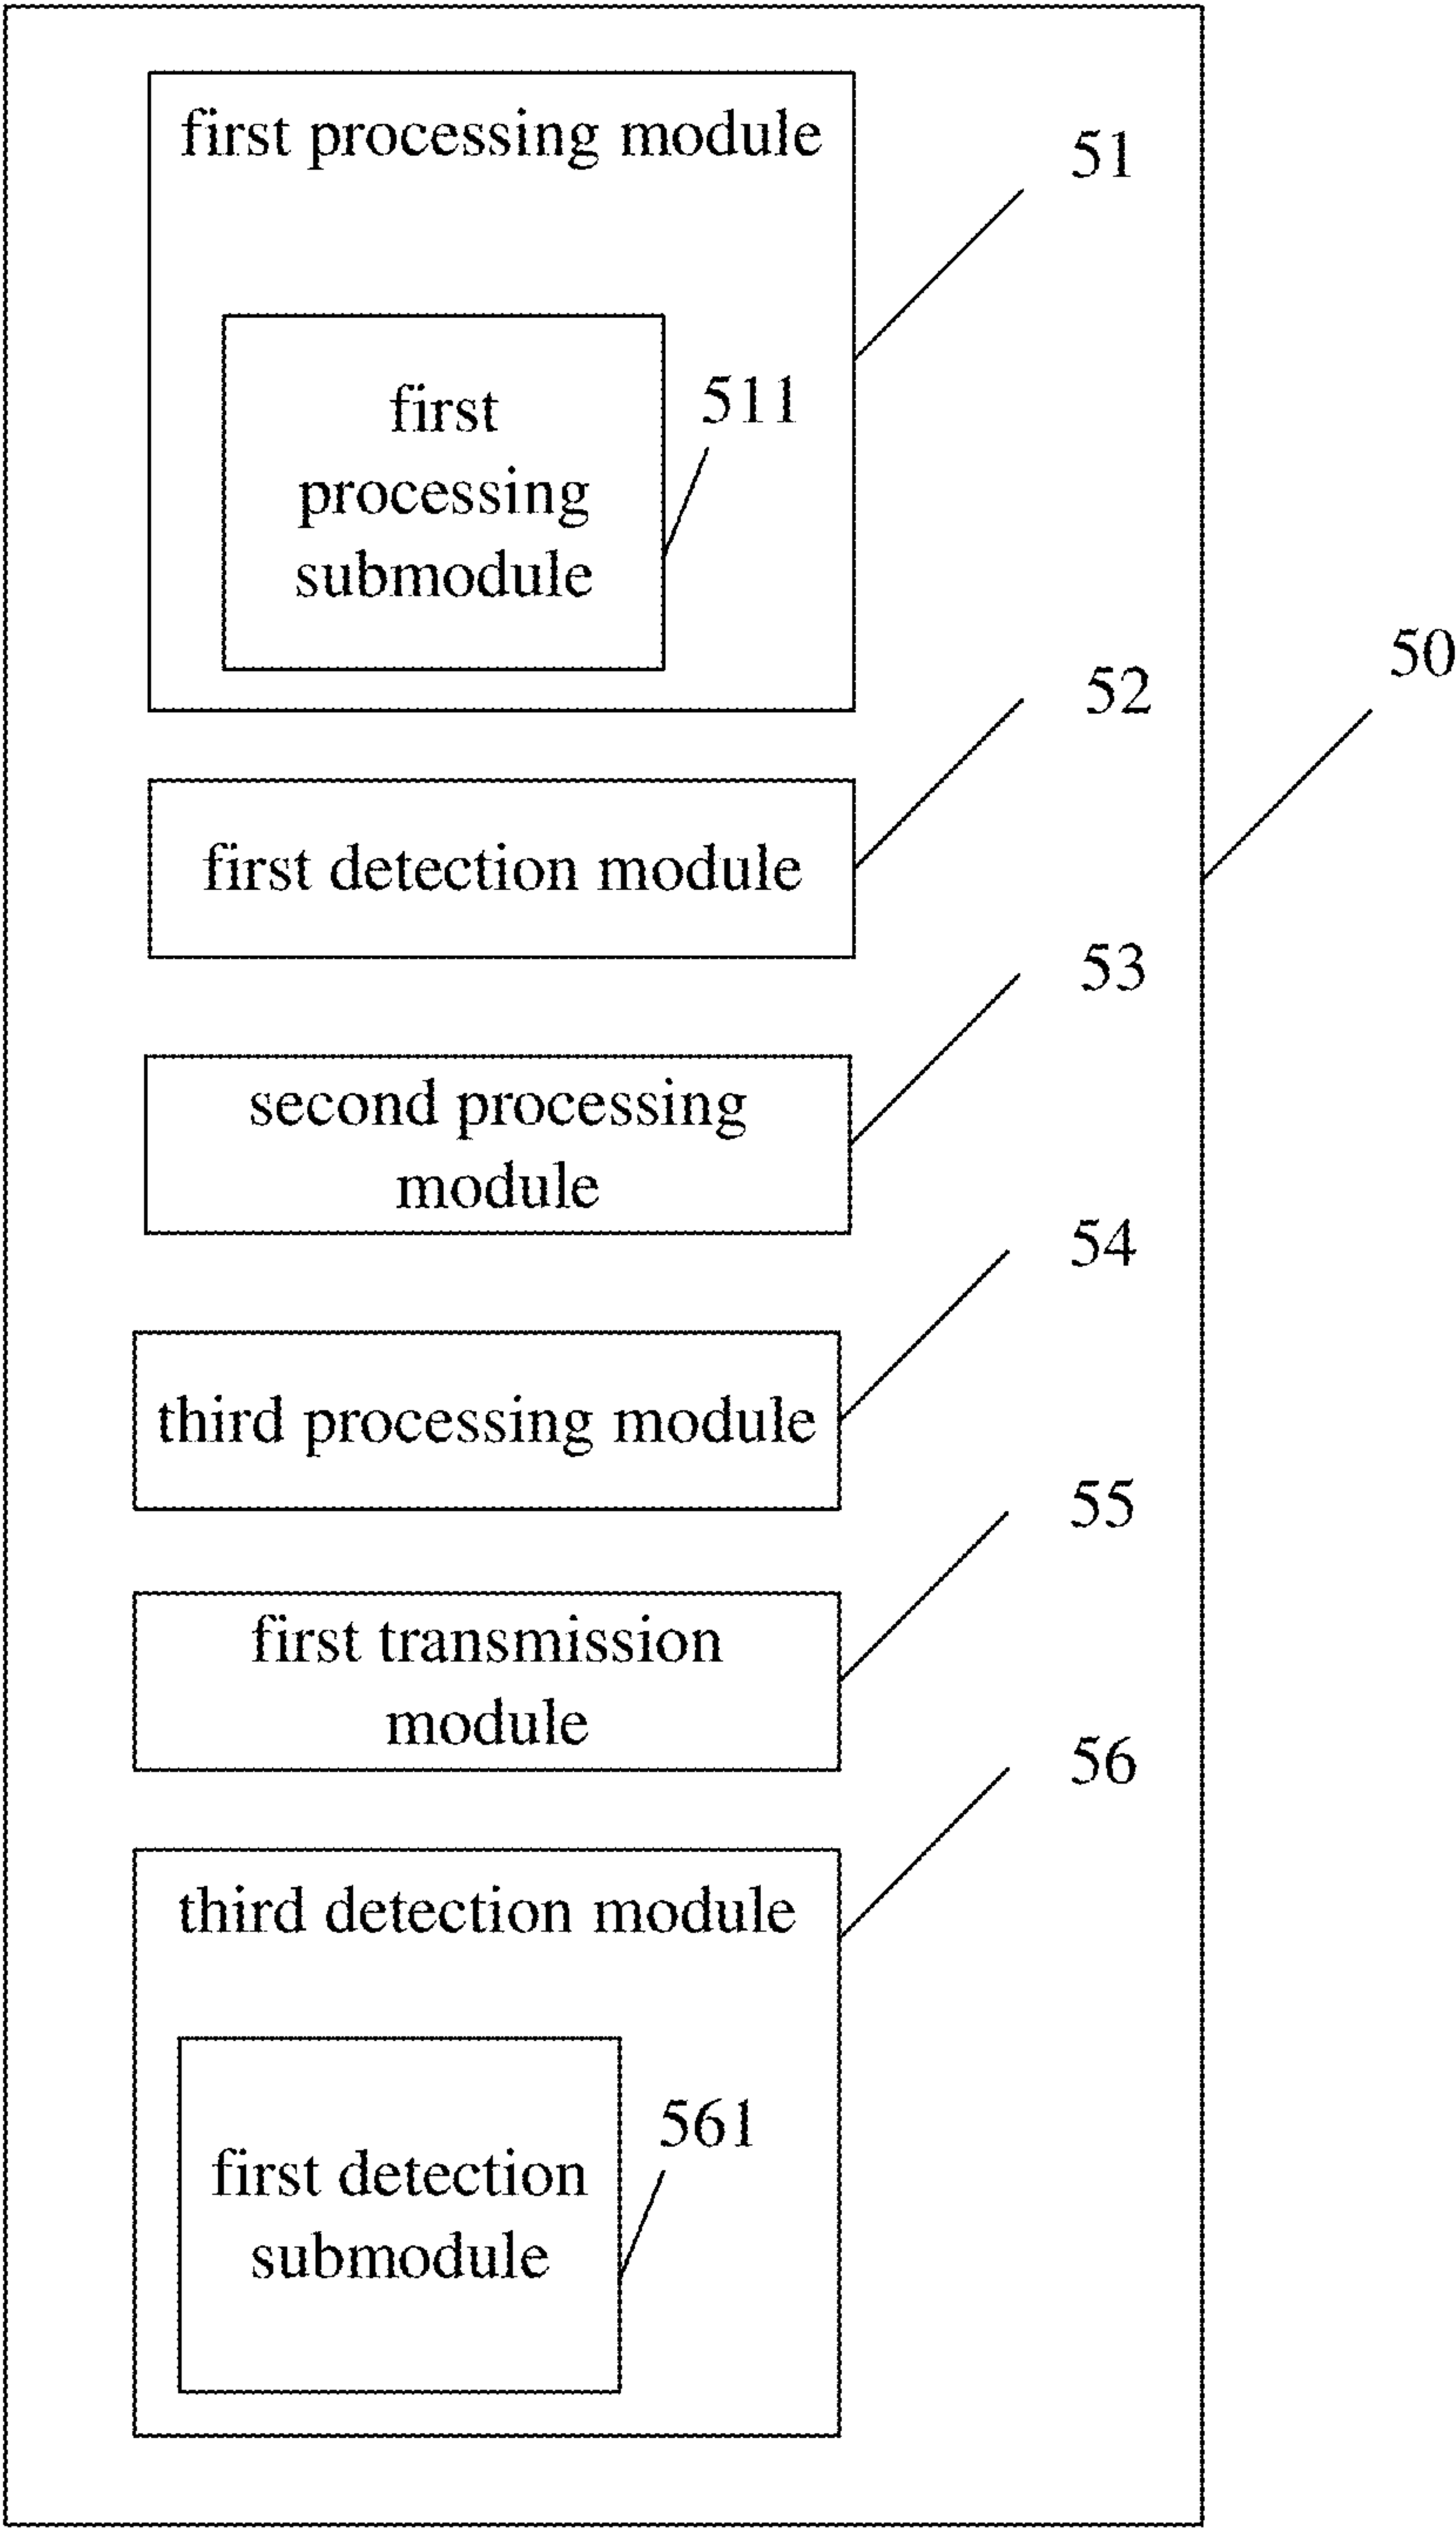 first processing module
51
first
processing
submodule
511
50
52
first detection module
53
second processing
module
54
third processing module
55
first transmission
module
56
third detection module
561
first detection
submodule